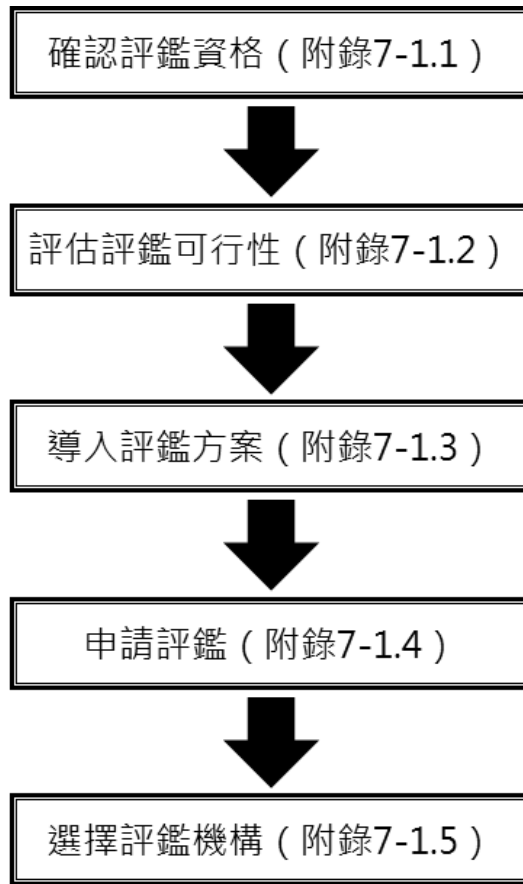 確認評鑑資格（附錄7-1.1）
評估評鑑可行性（附錄7-1.2）
導入評鑑方案（附錄7-1.3）
申請評鑑（附錄7-1.4）
選擇評鑑機構（附錄7-1.5）